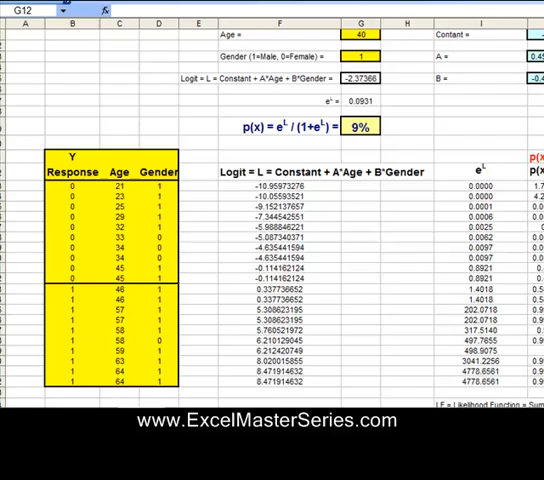 G12
A B C D E F G H I
Age = 40 Contant =
Gender (1=Male, 0=Female) = 1 A =
Logit = L = Constant + A*Age + B*Gender = -2.37366 B =
eL = 0.0931
p(x) = eL / (1+eL) = 9%
Y
Response Age Gender Logit = L = Constant + A*Age + B*Gender eL
0 21 1 -10.95973276 0.0000
0 23 1 -10.05593521 0.0000
0 25 1 -9.152137657 0.0001
0 29 1 -7.344542551 0.0006
0 32 1 -5.988846221 0.0025
0 33 0 -5.087340371 0.0062
0 34 0 -4.635441594 0.0097
0 34 0 -4.635441594 0.0097
0 45 1 -0.114162124 0.8921
0 45 1 -0.114162124 0.8921
1 46 1 0.337736652 1.4018
1 46 1 0.337736652 1.4018
1 57 1 5.308623195 202.0718
1 57 1 5.308623195 202.0718
1 58 1 5.760521972 317.5140
1 58 0 6.210129045 497.7655
1 59 1 6.212420749 498.9075
1 63 1 8.020015855 3041.2256
1 64 1 8.471914632 4778.6561
1 64 1 8.471914632 4778.6561
www.ExcelMasterSeries.com